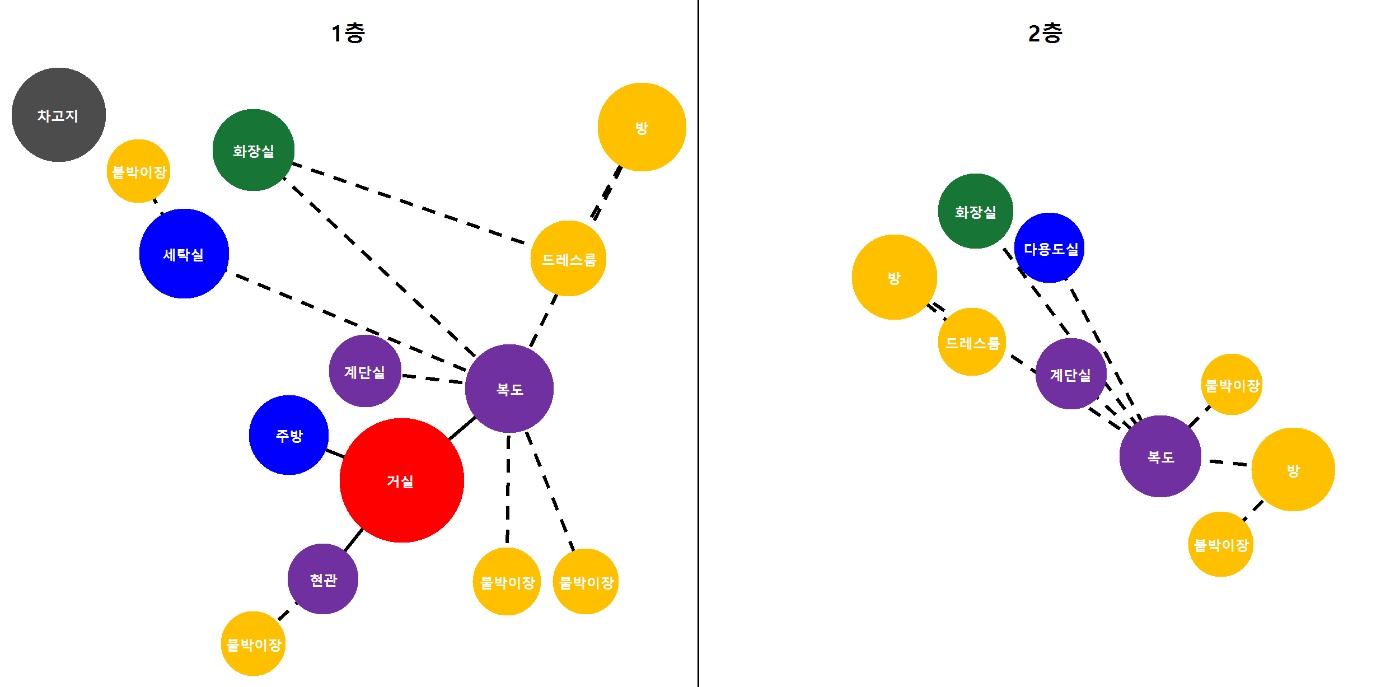 1층
차고지
화장실
방
붙박이장
세탁실
드레스룸
계단실
복도
주방
거실
현관
붙박이장
붙박이장
붙박이장
2층
화장실
다용도실
방
드레스룸
계단실
붙박이장
복도
방
붙박이장